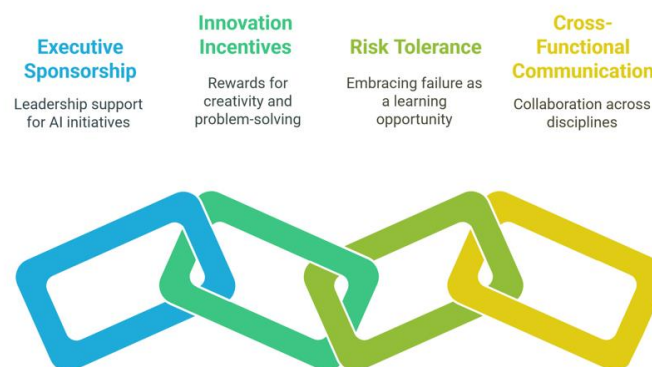 Executive
Sponsorship
Leadership support
for AI initiatives
Innovation
Incentives
Rewards for
creativity and
problem-solving
Risk Tolerance
Embracing failure as
a learning
opportunity
Cross-
Functional
Communication
Collaboration across
disciplines